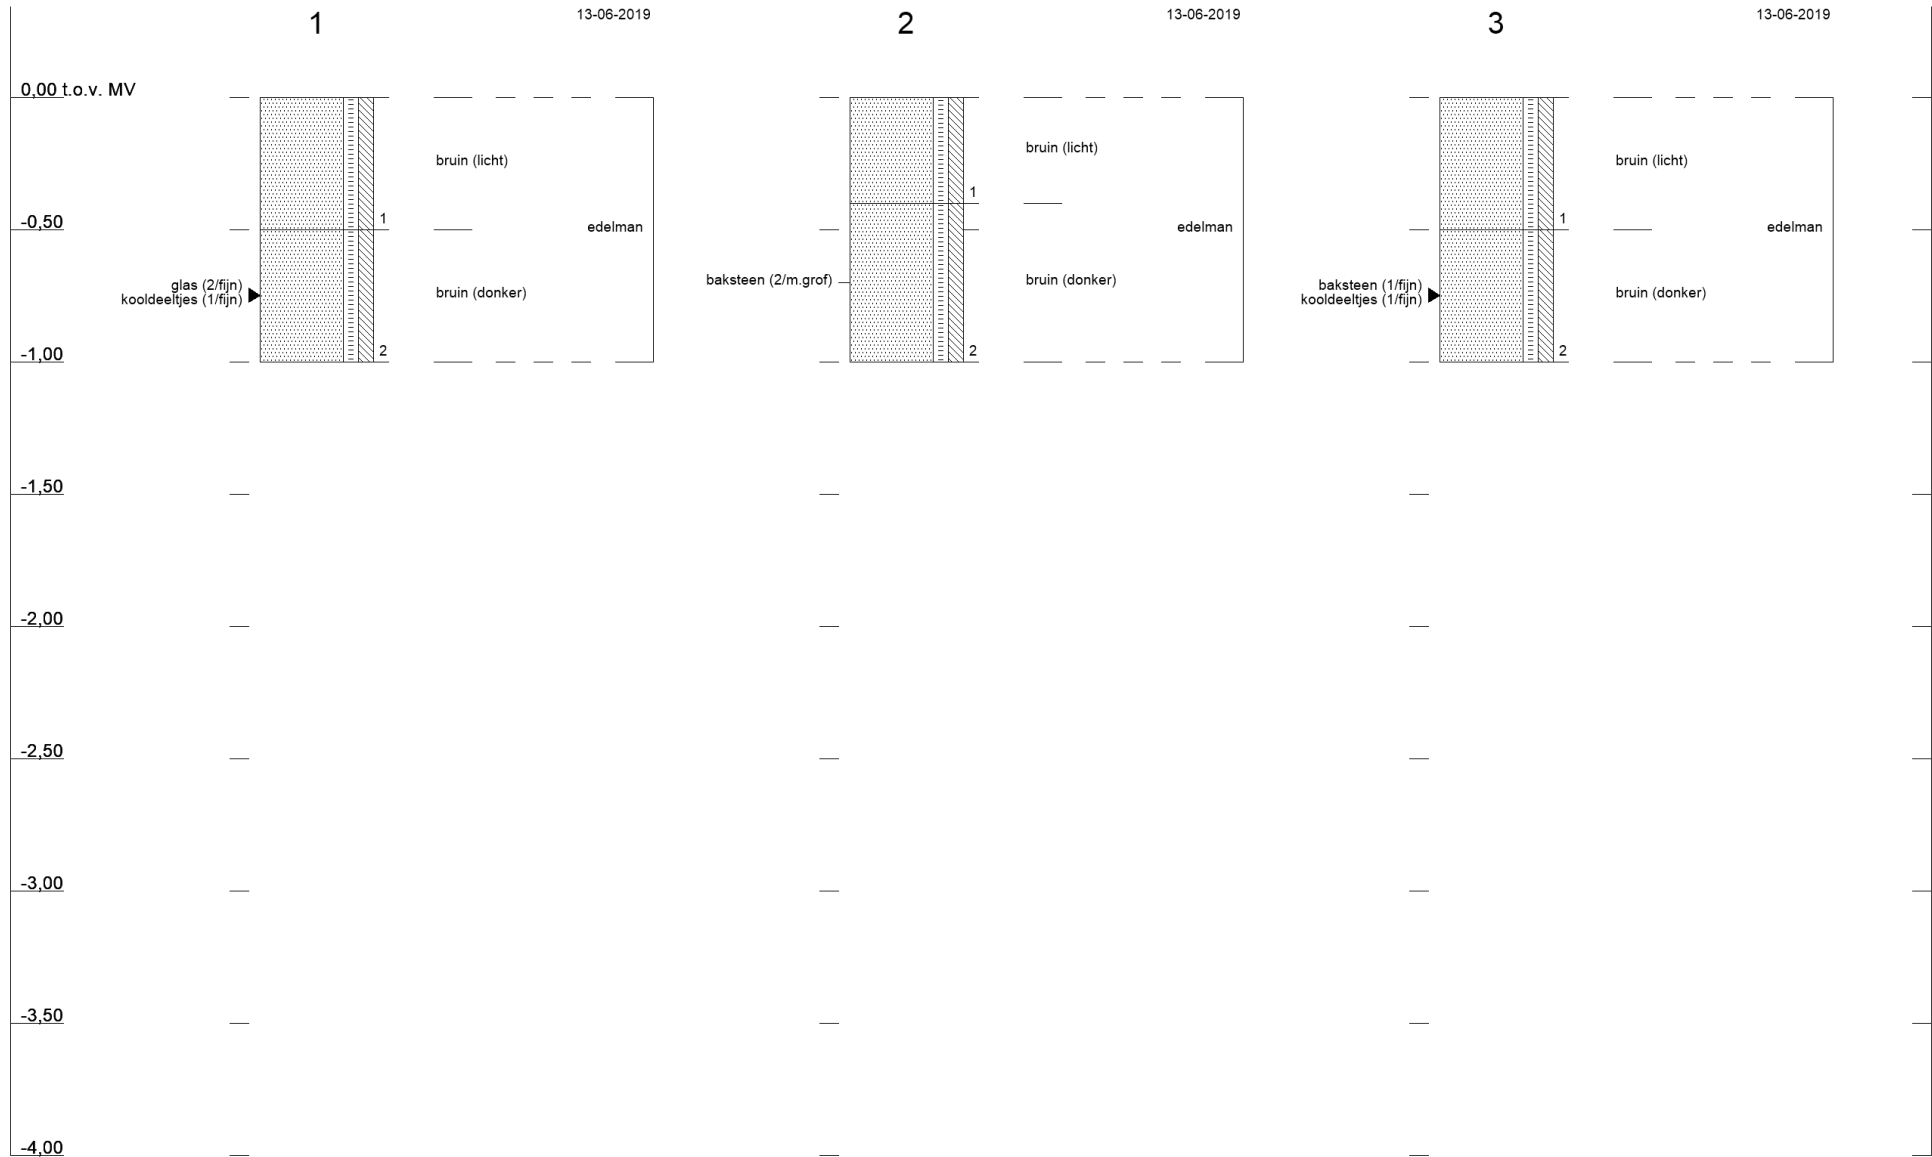 1
13-06-2019
2
13-06-2019
3
13-06-2019
0,00 t.o.v. MV
bruin (licht)
1
-0,50
edelman
glas (2/fijn)
kooldeeltjes (1/fijn)
bruin (donker)
2
-1,00
bruin (licht)
1
edelman
baksteen (2/m.grof)
bruin (donker)
2
bruin (licht)
1
edelman
baksteen (1/fijn)
kooldeeltjes (1/fijn)
bruin (donker)
2
-1,50
-2,00
-2,50
-3,00
-3,50
-4,00